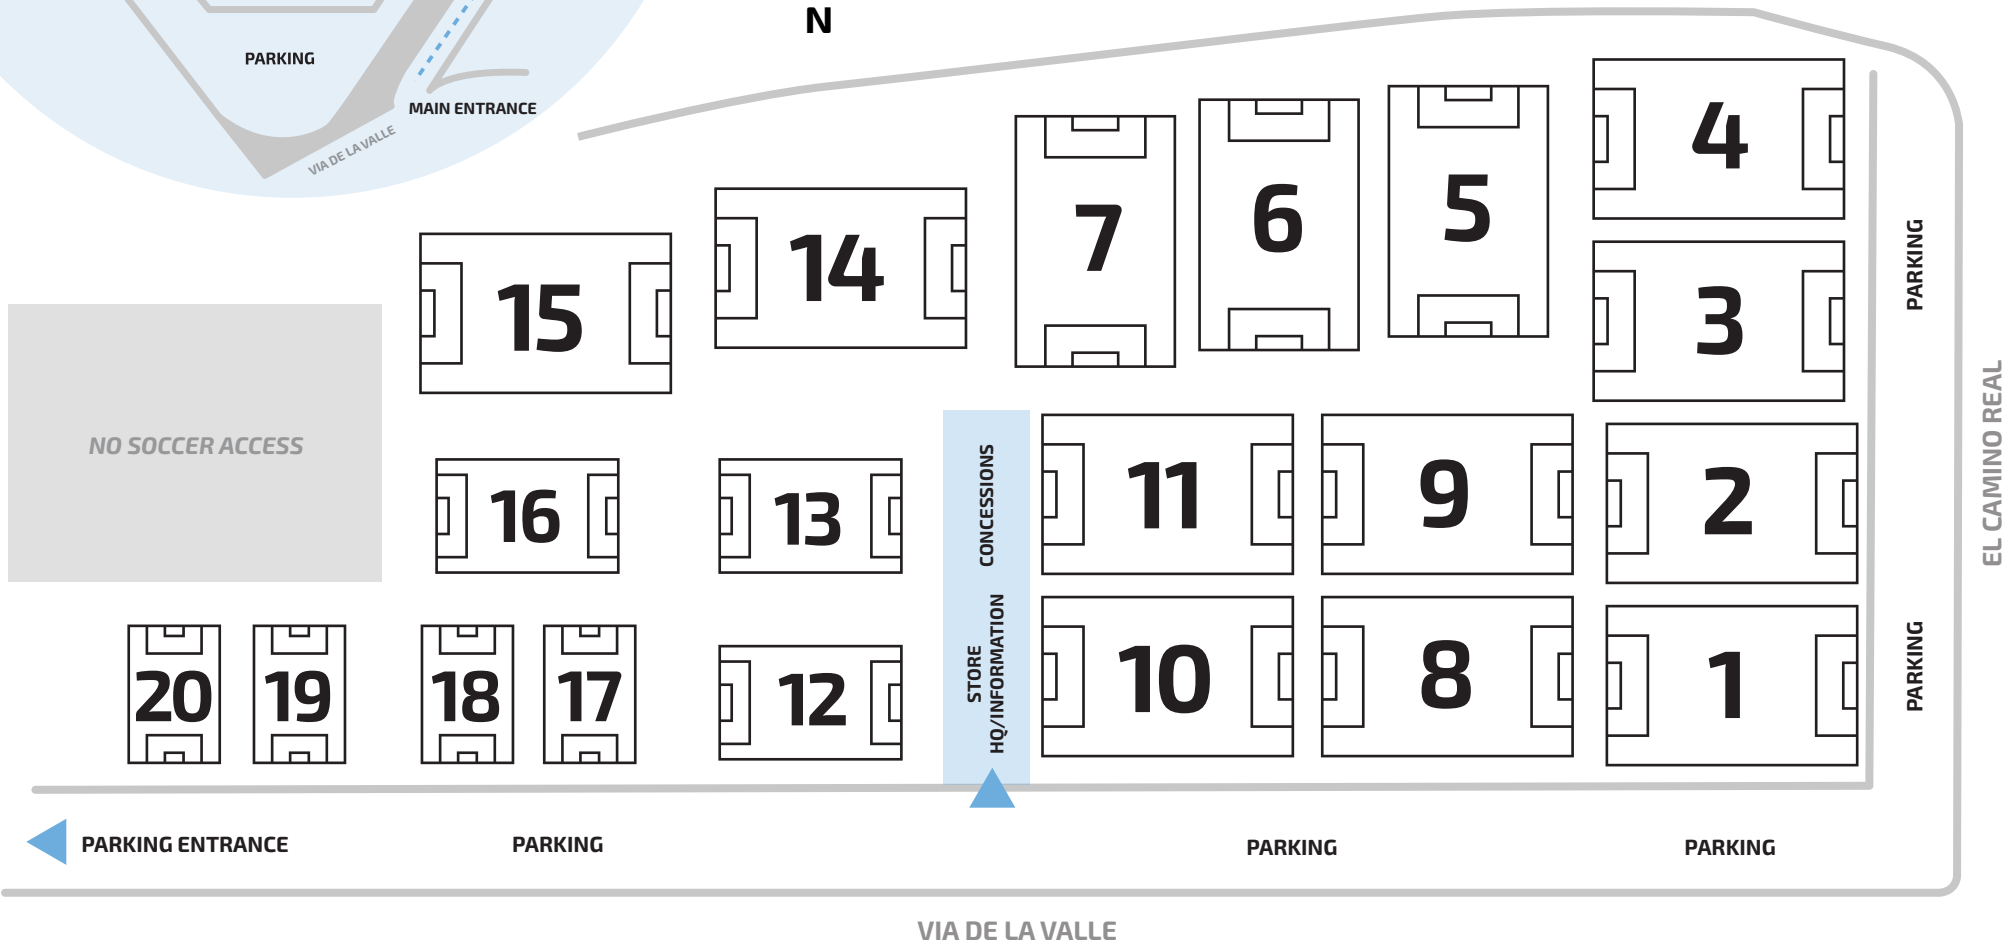 N
PARKING
MAIN ENTRANCE
VIA DE LA VALLE
4
5
6
7
14
15
3
PARKING
NO SOCCER ACCESS
16
13
CONCESSIONS
11
9
2
EL CAMINO REAL
20
19
18
17
12
STORE
HQ/INFORMATION
10
8
1
PARKING
PARKING ENTRANCE
PARKING
PARKING
PARKING
VIA DE LA VALLE